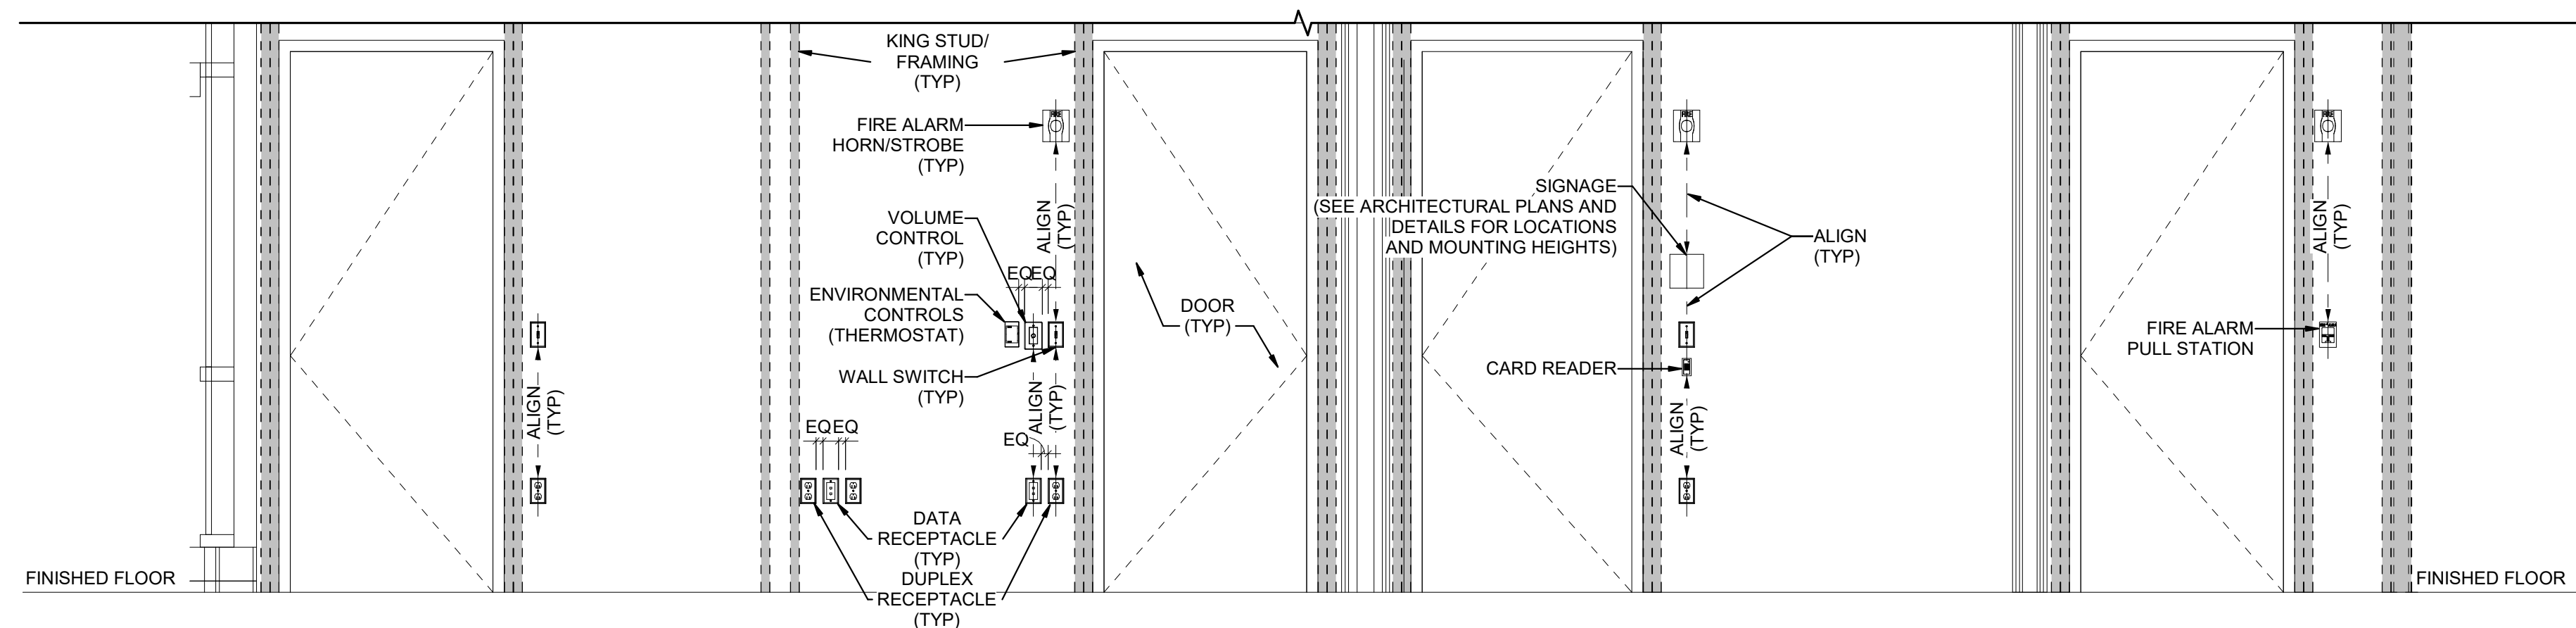 KING STUD/
FRAMING
(TYP)
FIRE ALARM
HORN/STROBE
(TYP)
VOLUME
CONTROL
(TYP)
ALIGN
(TYP)
EQ
EQ
ENVIRONMENTAL
CONTROLS
(THERMOSTAT)
WALL SWITCH
(TYP)
ALIGN
(TYP)
ALIGN
(TYP)
EQ
EQ
EQ
DATA
RECEPTACLE
(TYP)
DUPLEX
RECEPTACLE
(TYP)
DOOR
(TYP)
SIGNAGE
(SEE ARCHITECTURAL PLANS AND
DETAILS FOR LOCATIONS
AND MOUNTING HEIGHTS)
ALIGN
(TYP)
CARD READER
ALIGN
(TYP)
ALIGN
(TYP)
FIRE ALARM
PULL STATION
FINISHED FLOOR
FINISHED FLOOR
FIRE
FIRE
FIRE